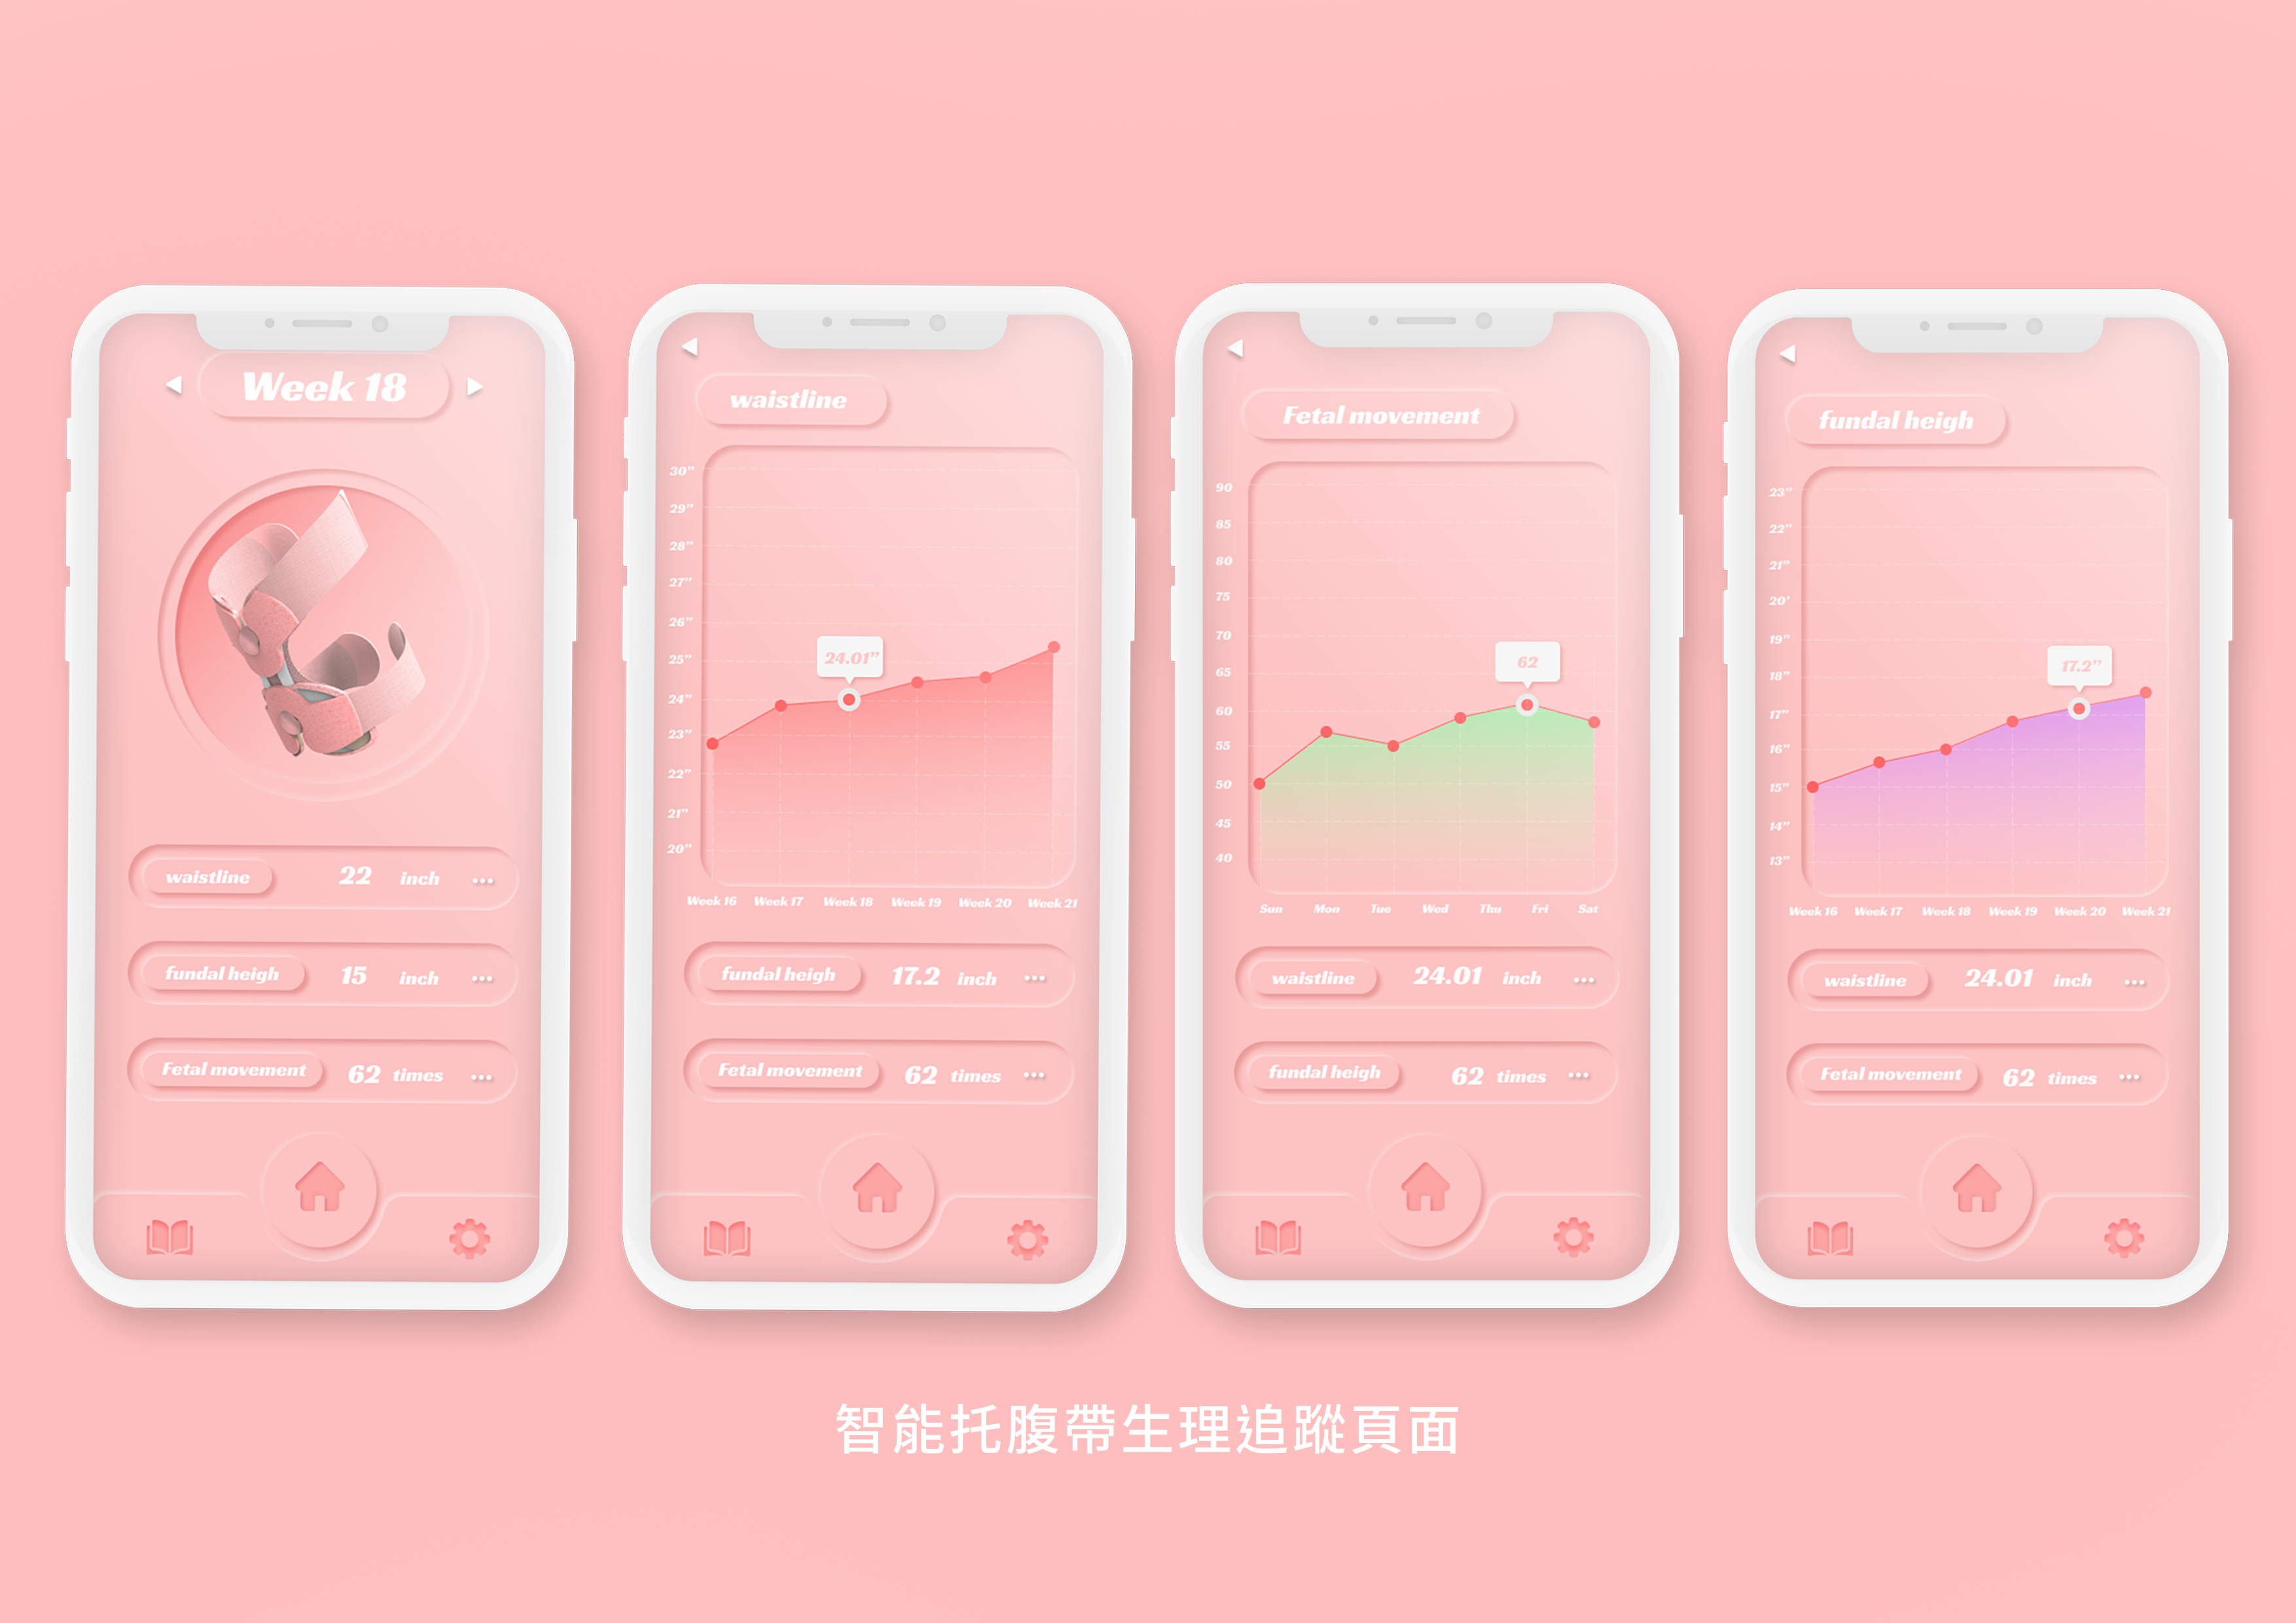 Week 18
waistline 22 inch
fundal heigh 15 inch
Fetal movement 62 times
waistline
30”
29”
28”
27”
26”
25”
24”
23”
22”
21”
20”
24.01”
Week 16 Week 17 Week 18 Week 19 Week 20 Week 21
fundal heigh 17.2 inch
Fetal movement 62 times
Fetal movement
90
85
80
75
70
65
60
55
50
45
40
62
Sun Mon Tue Wed Thu Fri Sat
waistline 24.01 inch
fundal heigh 62 times
fundal heigh
23”
22”
21”
20’
19”
18”
17”
16”
15”
14”
13”
17.2”
Week 16 Week 17 Week 18 Week 19 Week 20 Week 21
waistline 24.01 inch
Fetal movement 62 times
智能托腹帶生理追蹤頁面